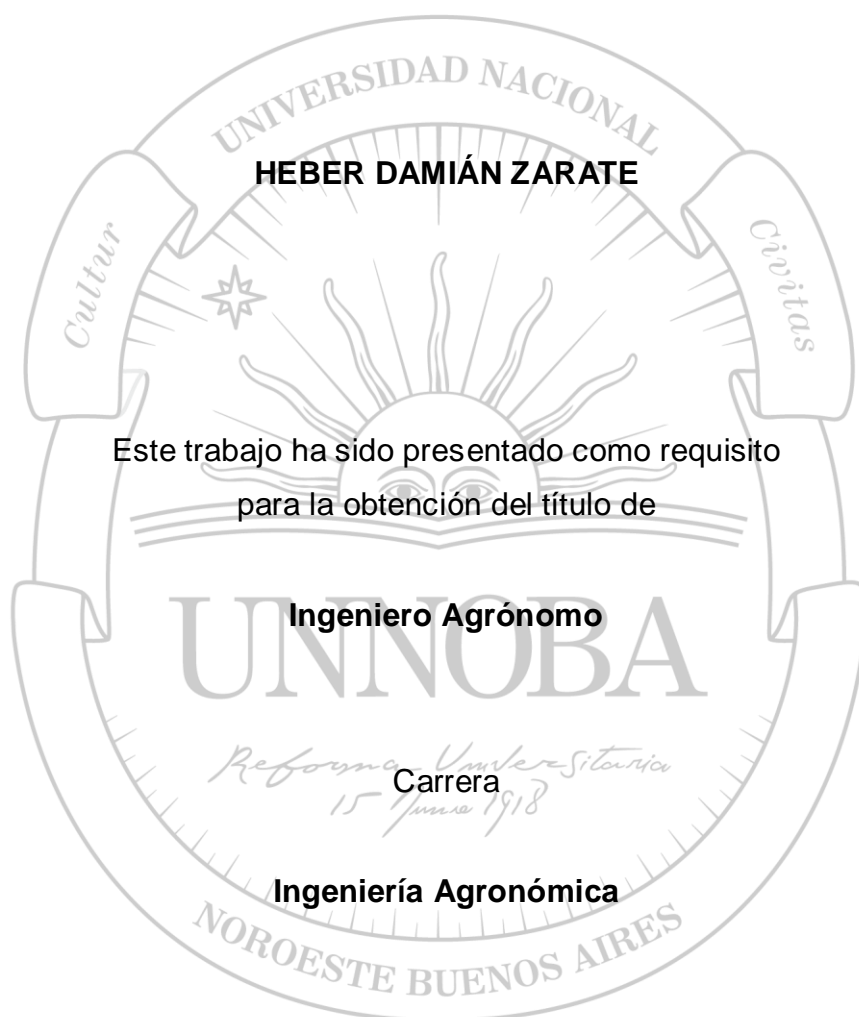 UNIVERSIDAD NACIONAL
HEBER DAMIÁN ZARATE
Cultur
Civitas
Este trabajo ha sido presentado como requisito
para la obtención del título de
Ingeniero Agrónomo
UNNOBA
Reforma Universitaria
Carrera
15 Junio 1918
Ingeniería Agronómica
NOROESTE BUENOS AIRES